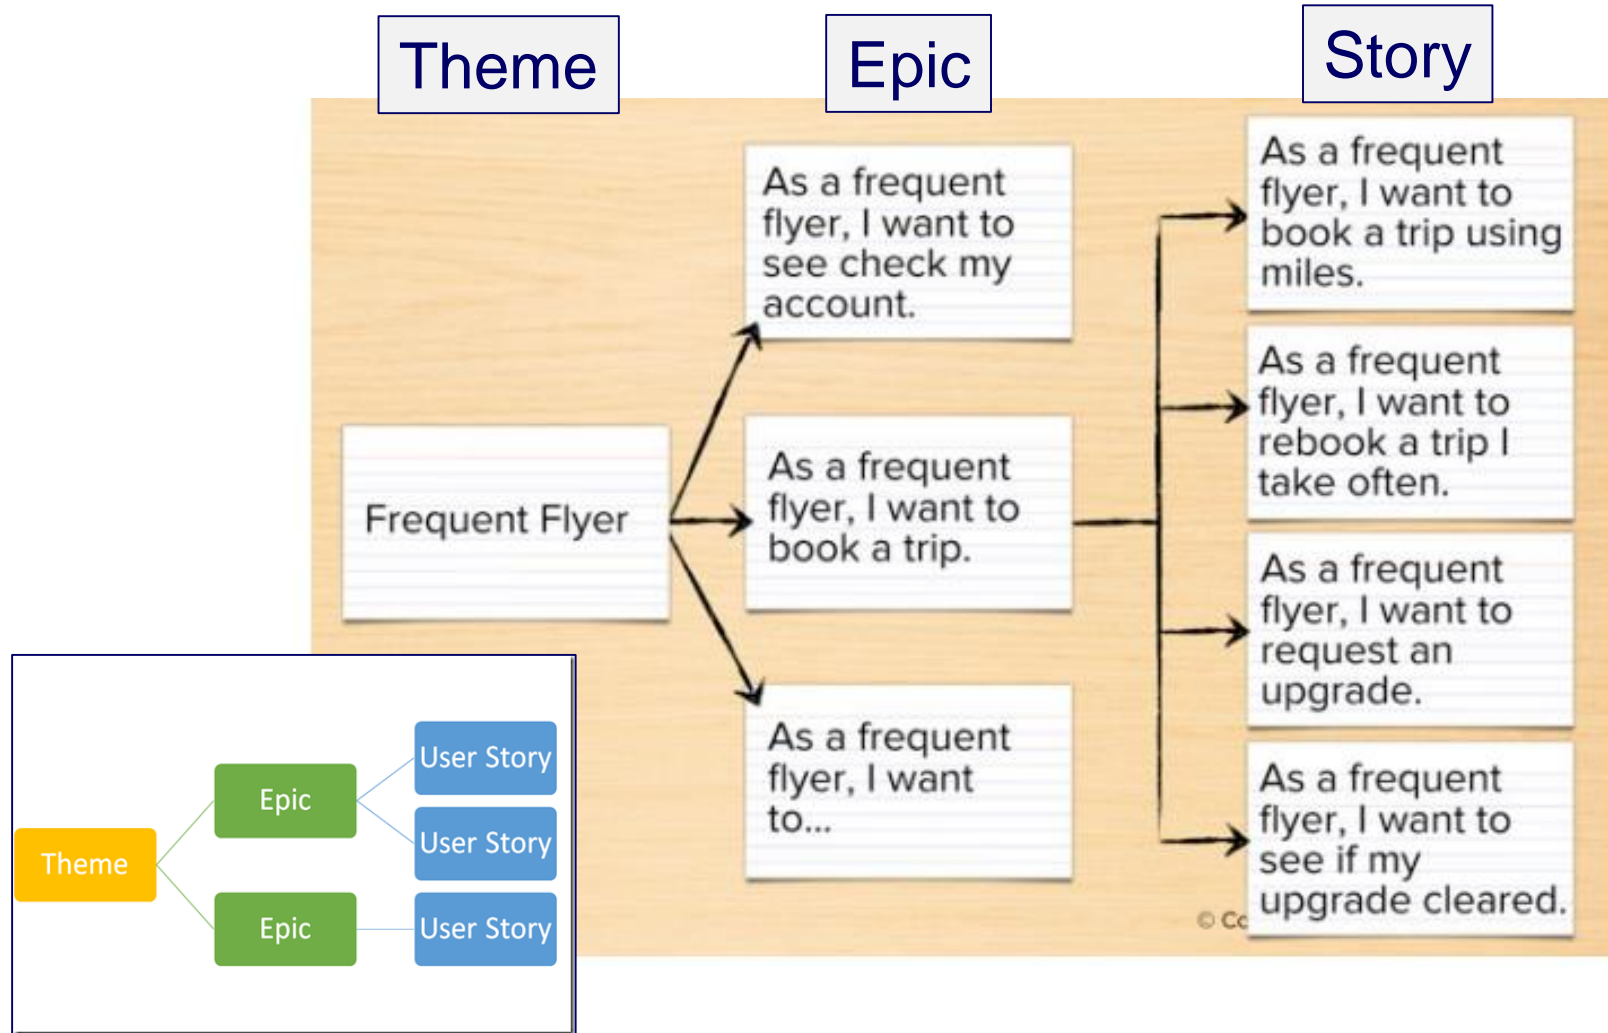 Theme
Epic
Story
Frequent Flyer
As a frequent
flyer, I want to
see check my
account.
As a frequent
flyer, I want to
book a trip.
As a frequent
flyer, I want
to...
As a frequent
flyer, I want to
book a trip using
miles.
As a frequent
flyer, I want to
rebook a trip I
take often.
As a frequent
flyer, I want to
request an
upgrade.
As a frequent
flyer, I want to
see if my
upgrade cleared.
©
Theme
Epic
Epic
User Story
User Story
User Story